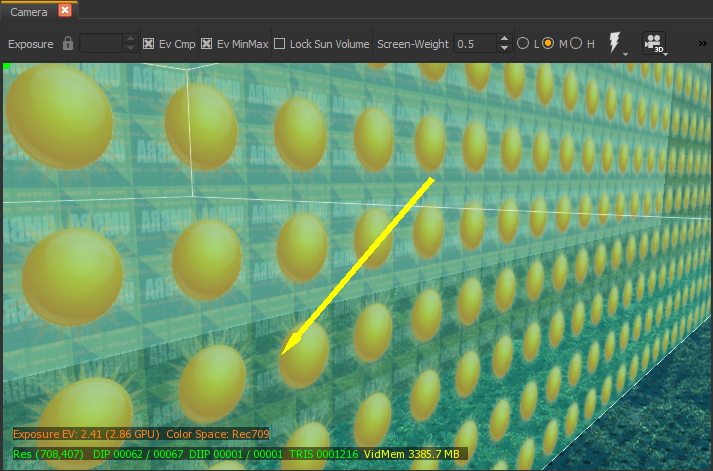 Camera
Exposure Ev Cmp Ev MinMax Lock Sun Volume Screen-Weight 0.5 L M H 3D »
Exposure EV: 2.41 (2.86 GPU) Color Space: Rec709
Res (708,407) DIP 00062 / 00067 DIIP 00001 / 00001 TRIS 0001216 VidMem 3385.7 MB